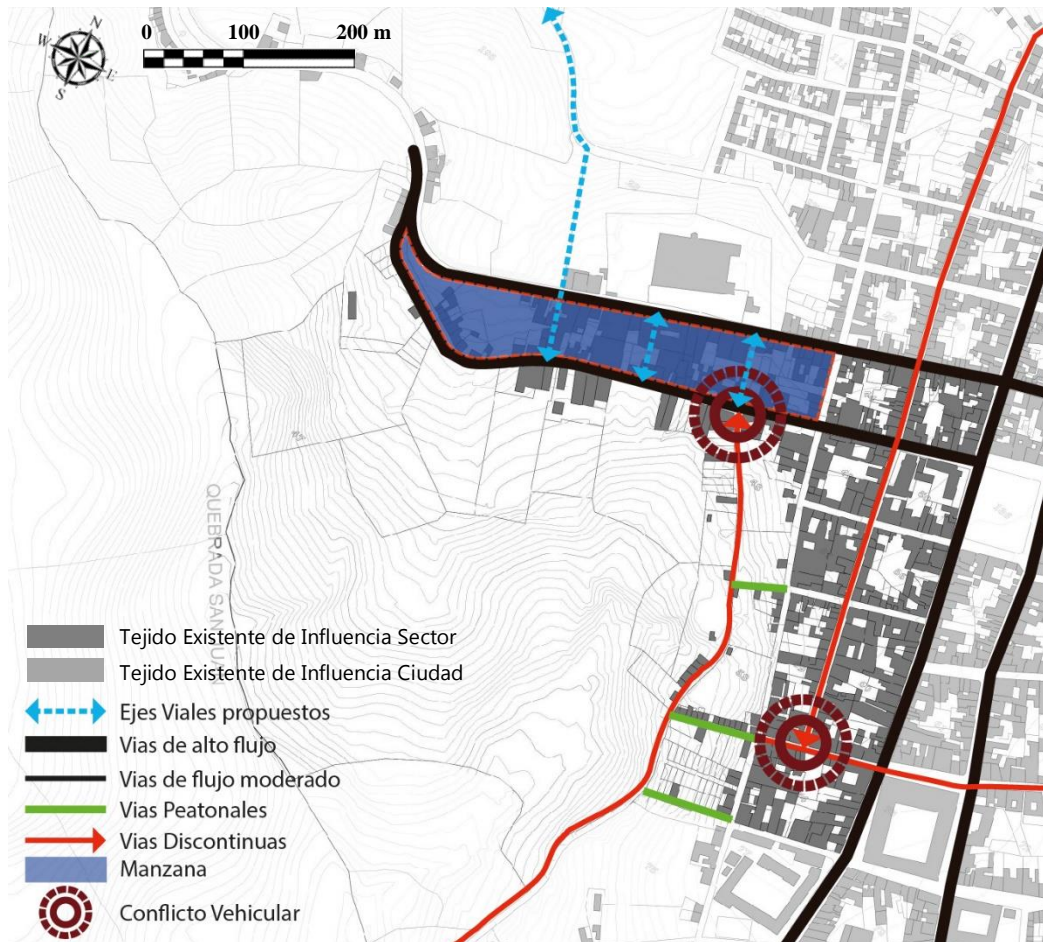 N
W
E
S
0 100 200 m
QUEBRADA SAN JUAN
Tejido Existente de Influencia Sector
Tejido Existente de Influencia Ciudad
Ejes Viales propuestos
Vias de alto flujo
Vias de flujo moderado
Vias Peatonales
Vias Discontinuas
Manzana
Conflicto Vehicular